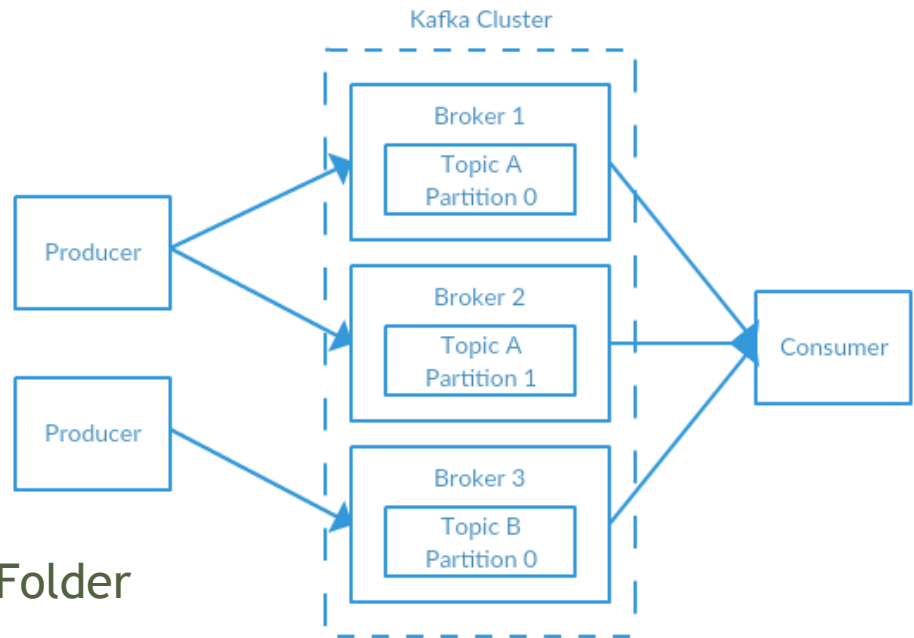 Kafka Cluster
Broker 1
Topic A
Partition 0
Producer
Broker 2
Topic A
Partition 1
Consumer
Producer
Broker 3
Topic B
Partition 0
Folder